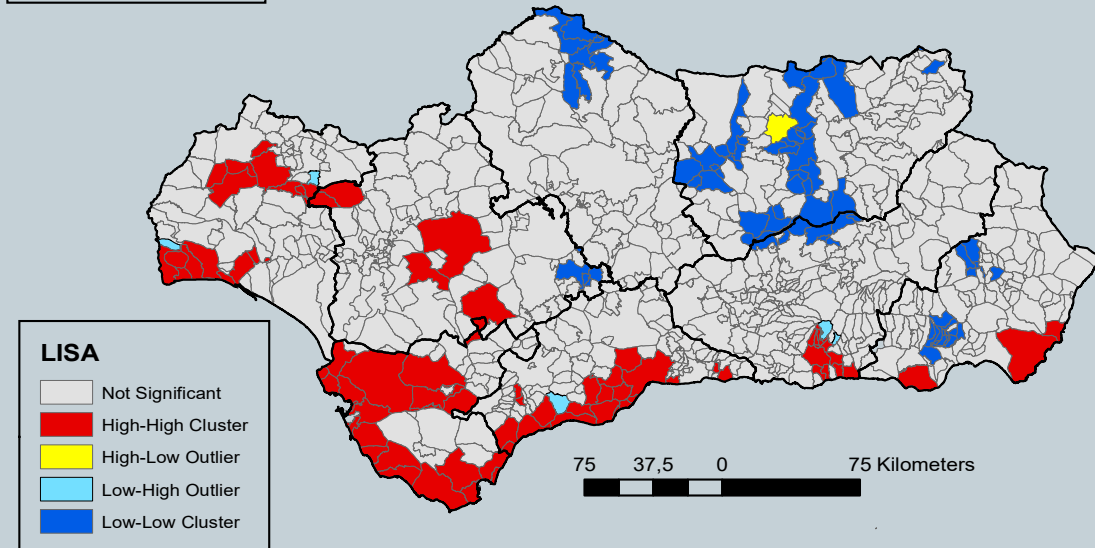 LISA
Not Significant
High-High Cluster
High-Low Outlier
Low-High Outlier
Low-Low Cluster
75 37,5 0 75 Kilometers